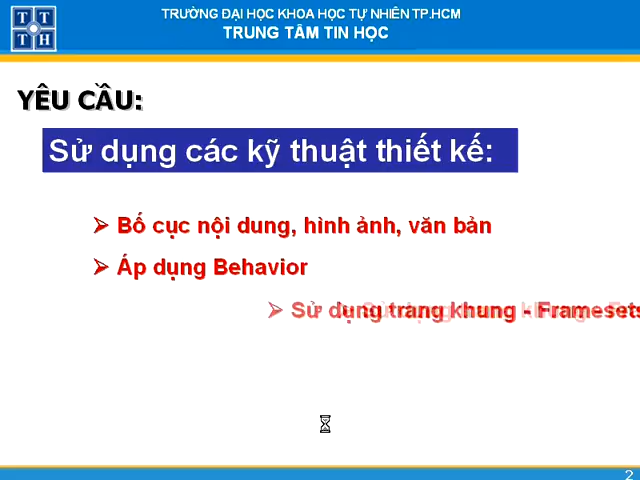 TRƯỜNG ĐẠI HỌC KHOA HỌC TỰ NHIÊN TP.HCM
TRUNG TÂM TIN HỌC
T T
T H
YÊU CẦU:
Sử dụng các kỹ thuật thiết kế:
Bố cục nội dung, hình ảnh, văn bản
Áp dụng Behavior
Sử dụng trang khung - Framesets
2